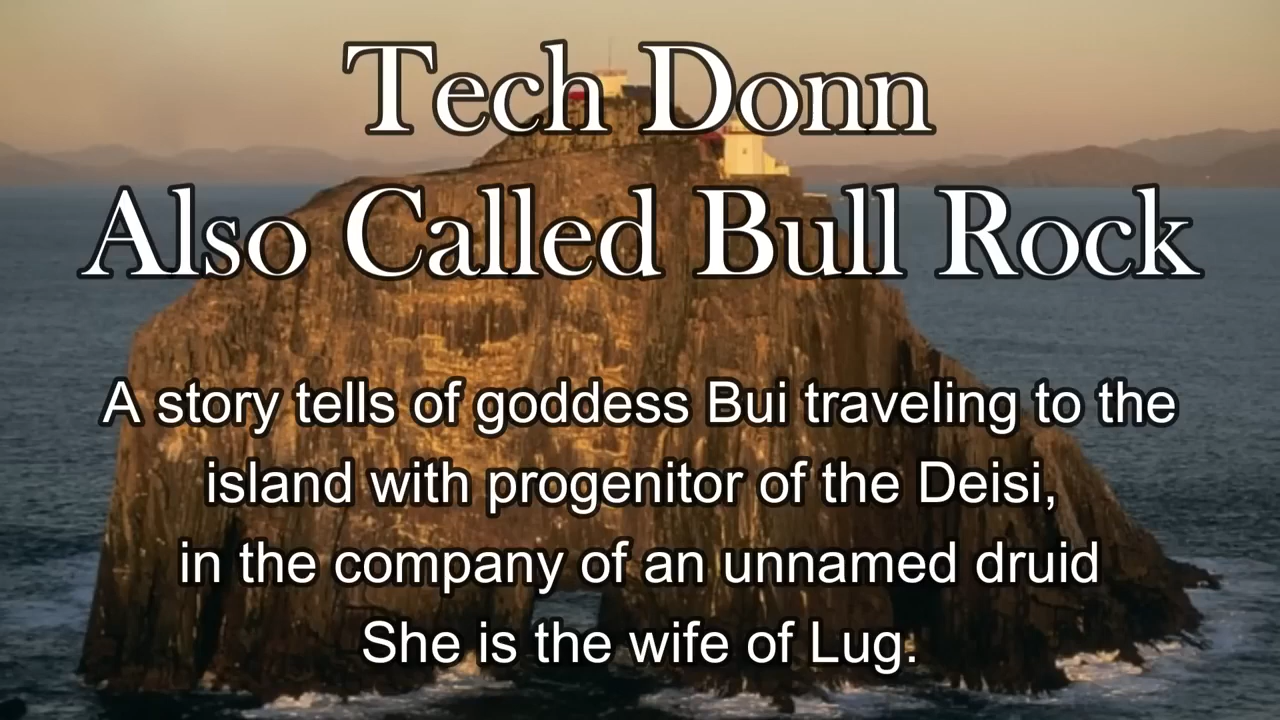 Tech Donn
Also Called Bull Rock
A story tells of goddess Bui traveling to the
island with progenitor of the Deisi,
in the company of an unnamed druid
She is the wife of Lug.